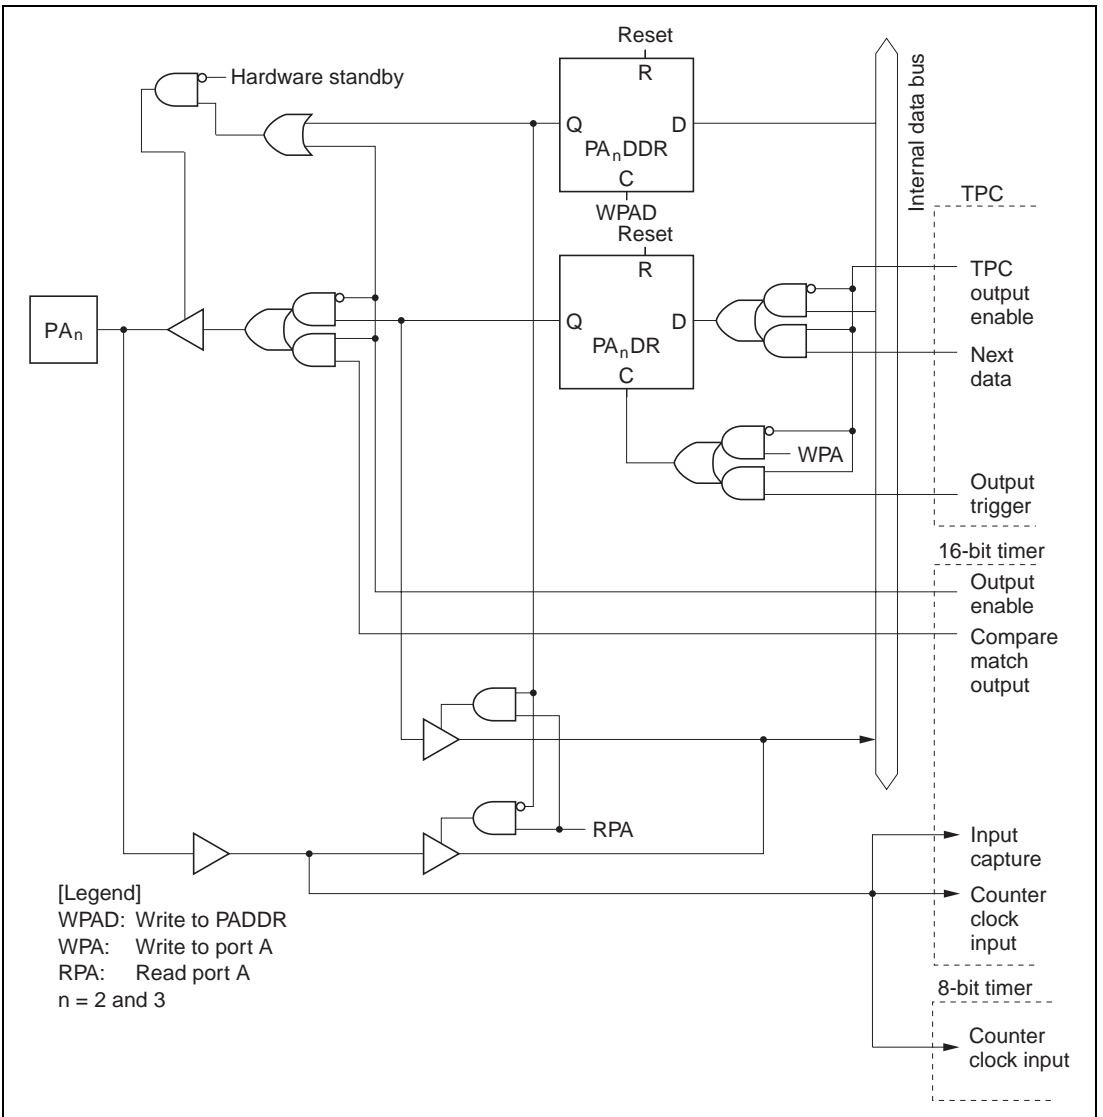 Reset
R
Hardware standby
Q
D
PAnDDR
C
WPAD
Internal data bus
TPC
Reset
R
TPC
output
enable
PAn
Q
D
PAnDR
C
Next
data
WPA
Output
trigger
16-bit timer
Output
enable
Compare
match
output
RPA
Input
capture
Counter
clock
input
[Legend]
WPAD: Write to PADDR
WPA: Write to port A
RPA: Read port A
n = 2 and 3
8-bit timer
Counter
clock input